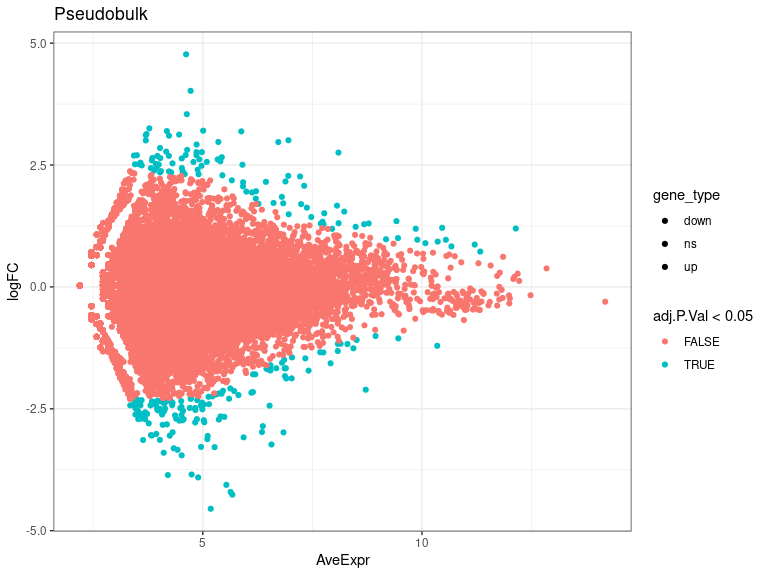 Pseudobulk
5.0
2.5
0.0
-2.5
-5.0
logFC
5
10
AveExpr
gene_type
down
ns
up
adj.P.Val < 0.05
FALSE
TRUE